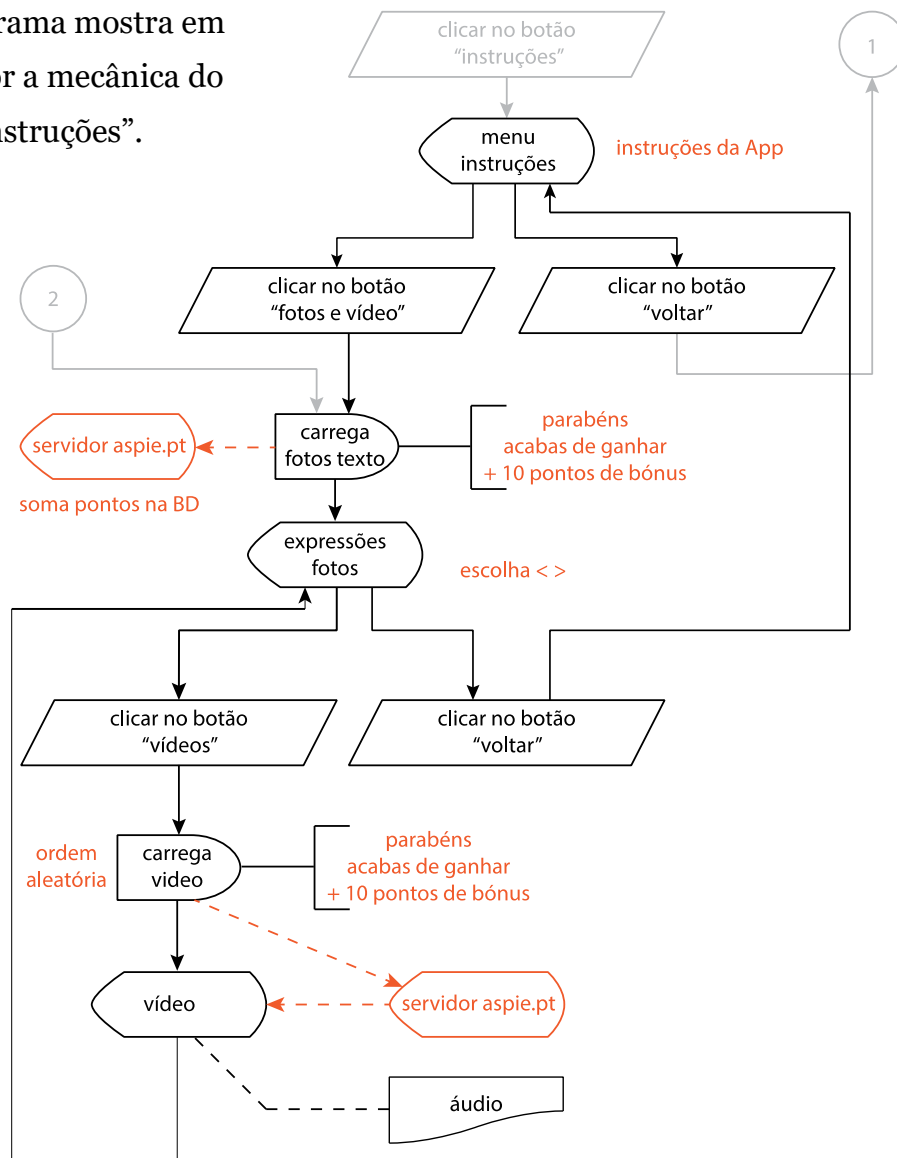 rama mostra em
or a mecânica do
nstruções”.
clicar no botão
“instruções”
1
menu
instruções
instruções da App
clicar no botão
“fotos e vídeo”
clicar no botão
“voltar”
2
carrega
fotos texto
parabéns
acabas de ganhar
+ 10 pontos de bónus
servidor aspie.pt
soma pontos na BD
expressões
fotos
escolha < >
clicar no botão
“vídeos”
clicar no botão
“voltar”
ordem
aleatória
carrega
video
parabéns
acabas de ganhar
+ 10 pontos de bónus
vídeo
servidor aspie.pt
áudio